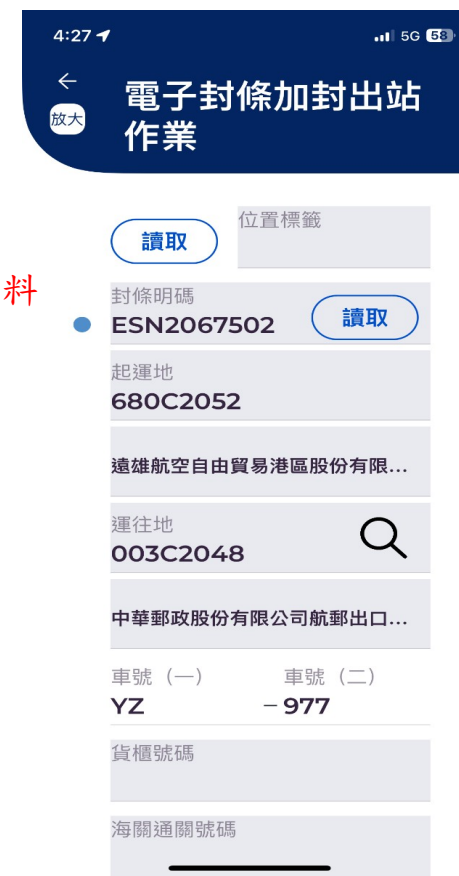 4:27
5G 58
放大
電子封條加封出站
作業
讀取
位置標籤
料
封條明碼
ESN2067502
讀取
起運地
680C2052
遠雄航空自由貿易港區股份有限...
運往地
003C2048
中華郵政股份有限公司航郵出口...
車號（一） 車號（二）
YZ –977
貨櫃號碼
海關通關號碼